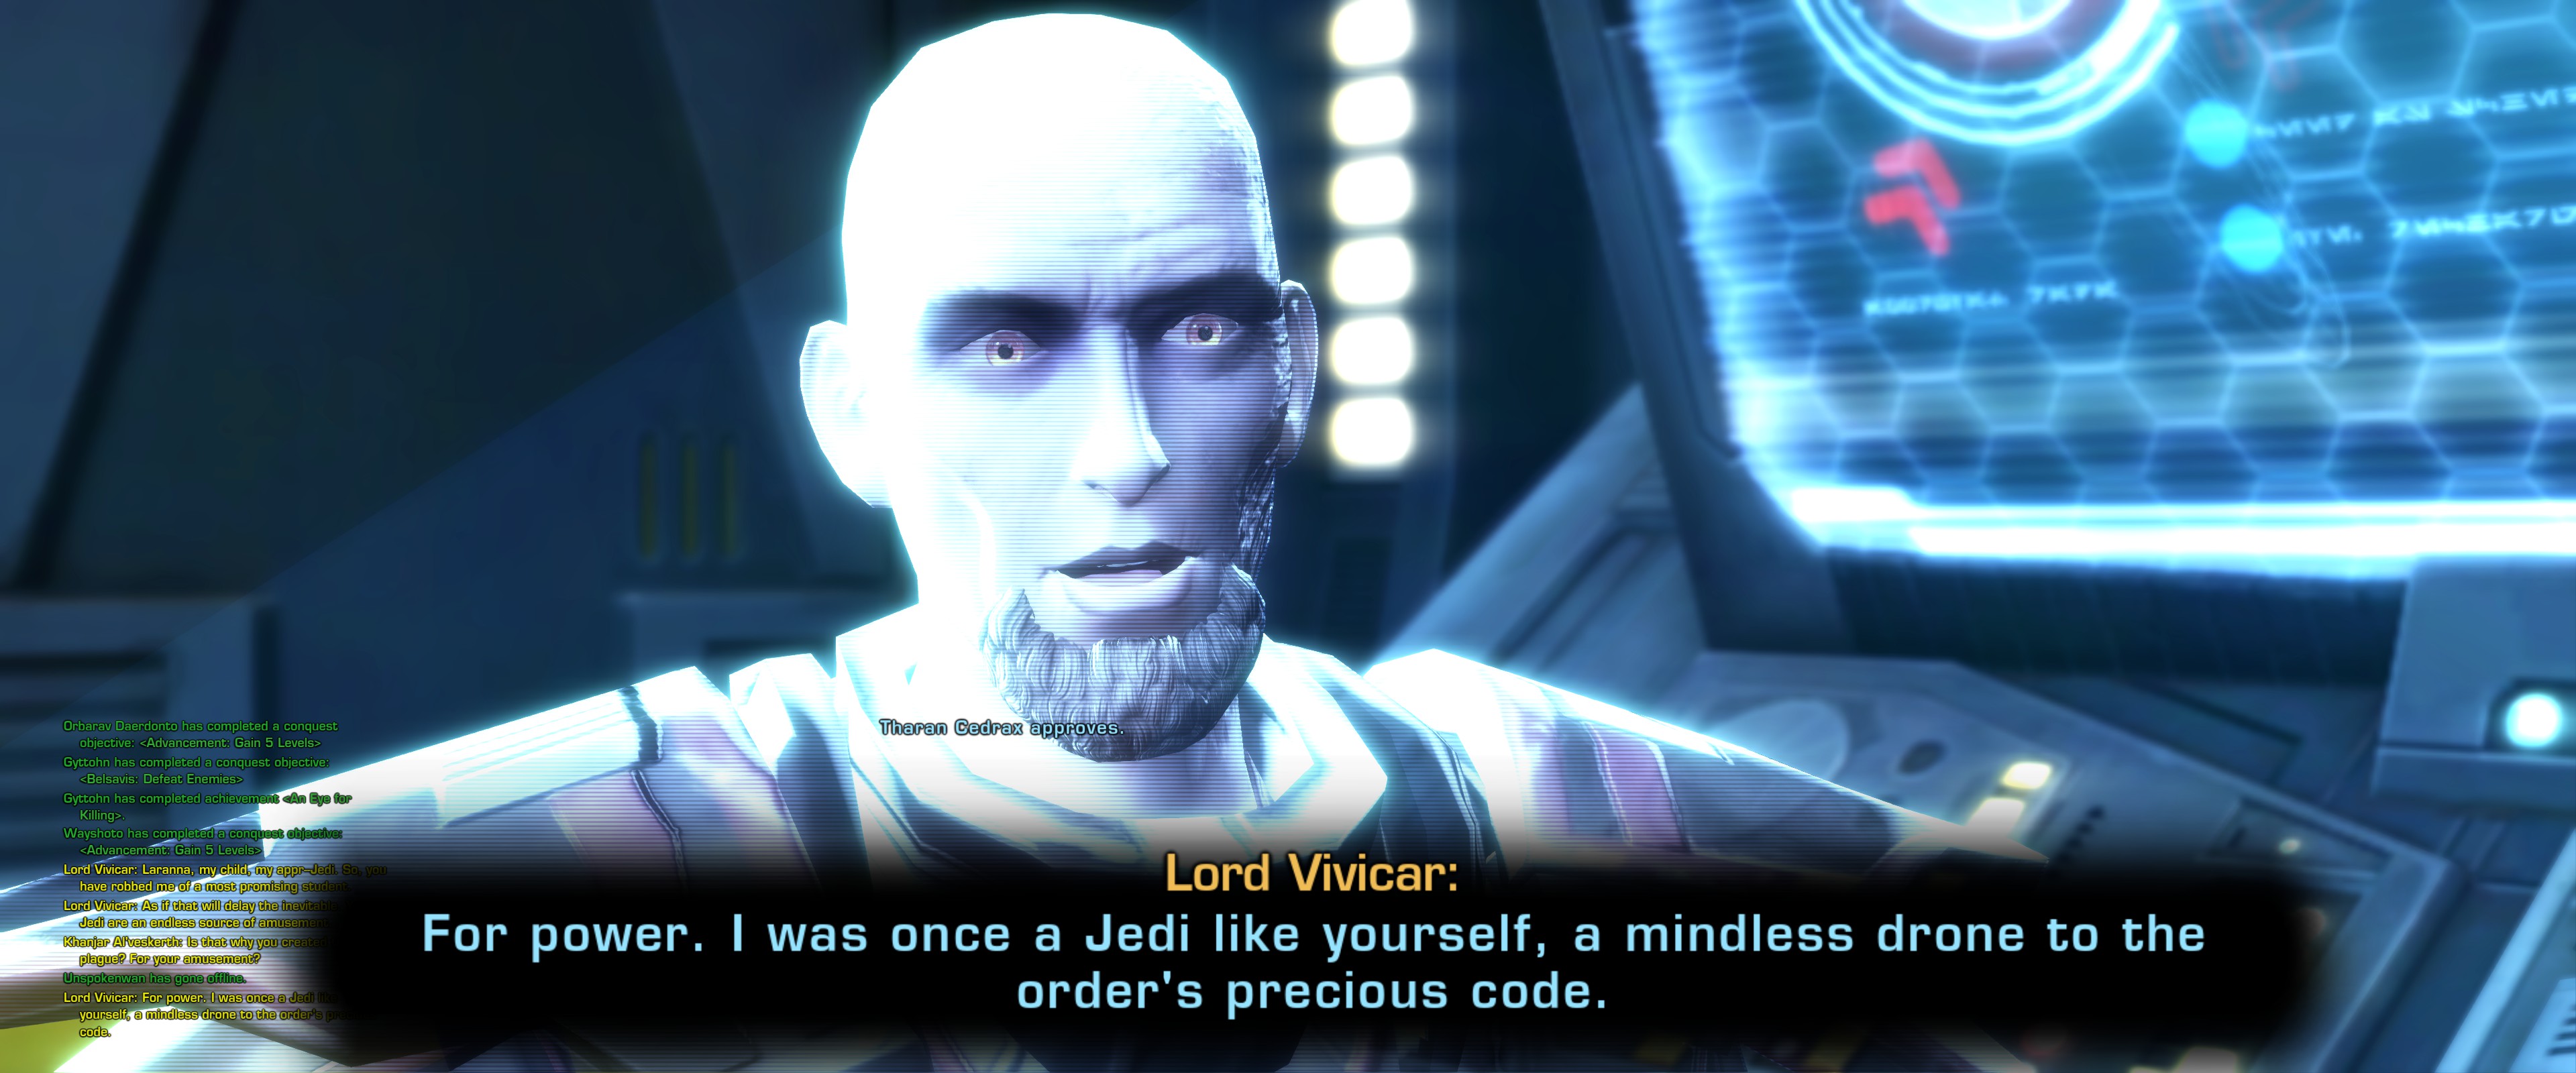 Tharan Cedrax approves.
Orbarav Daerdonto has completed a conquest
objective: <Advancement: Gain 5 Levels>
Gyttohn has completed a conquest objective:
<Belsavis: Defeat Enemies>
Gyttohn has completed achievement <An Eye for
Killing>.
Wayshoto has completed a conquest objective:
<Advancement: Gain 5 Levels>
Lord Vivicar: Laranna, my child, my appr-Jedi. So, you
have robbed me of a most promising student.
Lord Vivicar: As if that will delay the
Jedi are an endless source of
Khanjar Al'veskerth: Is that why you
plague? For your amusement?
Unspokenwan has gone offline.
Lord Vivicar: For power. I was once a Jedi like
yourself, a mindless drone to the order's
code.
Lord Vivicar:
For power. I was once a Jedi like yourself, a mindless drone to the
order's precious code.